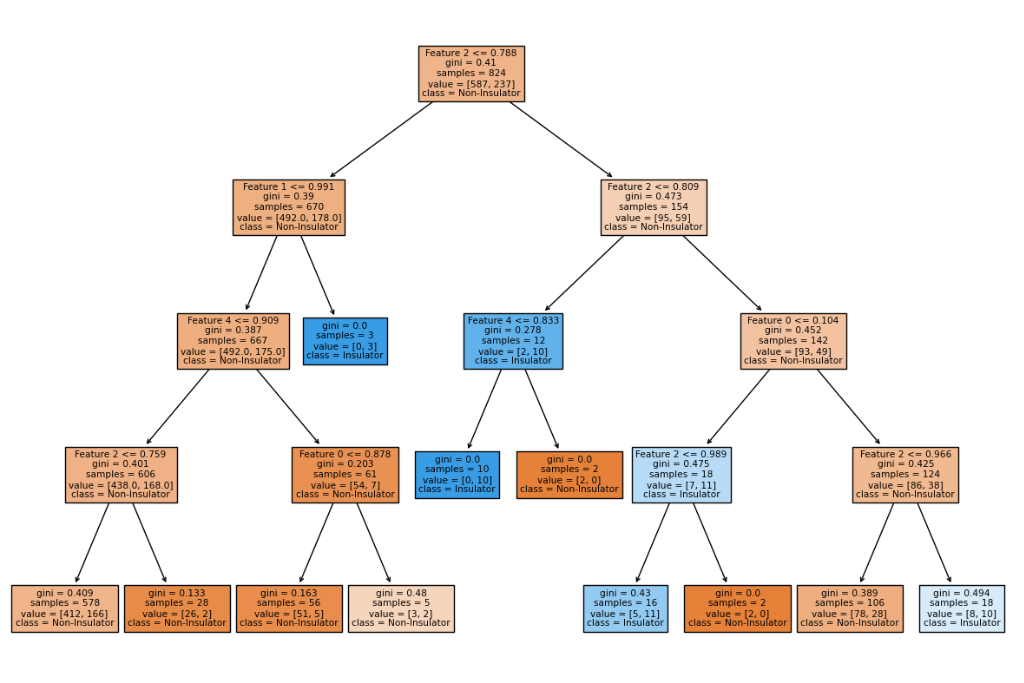 Feature 2 <= 0.788
gini = 0.41
samples = 824
value = [587, 237]
class = Non-Insulator
Feature 1 <= 0.991
gini = 0.39
samples = 670
value = [492.0, 178.0]
class = Non-Insulator
Feature 2 <= 0.809
gini = 0.473
samples = 154
value = [95, 59]
class = Non-Insulator
Feature 4 <= 0.909
gini = 0.387
samples = 667
value = [492.0, 175.0]
class = Non-Insulator
gini = 0.0
samples = 3
value = [0, 3]
class = Insulator
Feature 4 <= 0.833
gini = 0.278
samples = 12
value = [2, 10]
class = Insulator
Feature 0 <= 0.104
gini = 0.452
samples = 142
value = [93, 49]
class = Non-Insulator
Feature 2 <= 0.759
gini = 0.401
samples = 606
value = [438.0, 168.0]
class = Non-Insulator
Feature 0 <= 0.878
gini = 0.203
samples = 61
value = [54, 7]
class = Non-Insulator
gini = 0.0
samples = 10
value = [0, 10]
class = Insulator
gini = 0.0
samples = 2
value = [2, 0]
class = Non-Insulator
Feature 2 <= 0.989
gini = 0.475
samples = 18
value = [7, 11]
class = Insulator
Feature 2 <= 0.966
gini = 0.425
samples = 124
value = [86, 38]
class = Non-Insulator
gini = 0.409
samples = 578
value = [412, 166]
class = Non-Insulator
gini = 0.133
samples = 28
value = [26, 2]
class = Non-Insulator
gini = 0.163
samples = 56
value = [51, 5]
class = Non-Insulator
gini = 0.48
samples = 5
value = [3, 2]
class = Non-Insulator
gini = 0.43
samples = 16
value = [5, 11]
class = Insulator
gini = 0.0
samples = 2
value = [2, 0]
class = Non-Insulator
gini = 0.389
samples = 106
value = [78, 28]
class = Non-Insulator
gini = 0.494
samples = 18
value = [8, 10]
class = Insulator